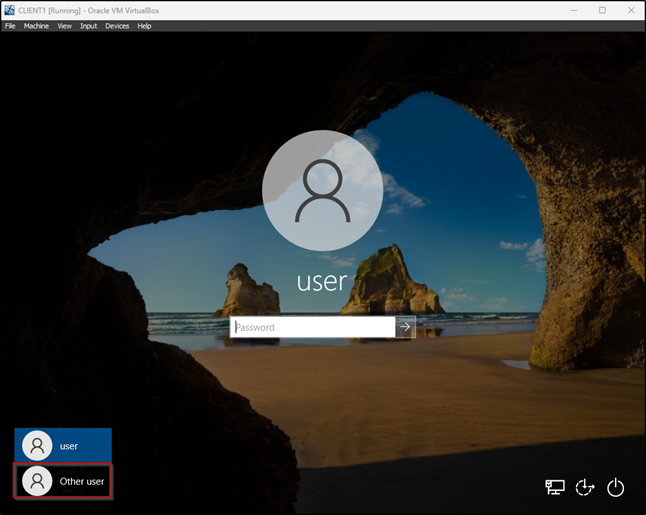 CLIENT1 [Running] - Oracle VM VirtualBox
File Machine View Input Devices Help
user
Password
user
Other user